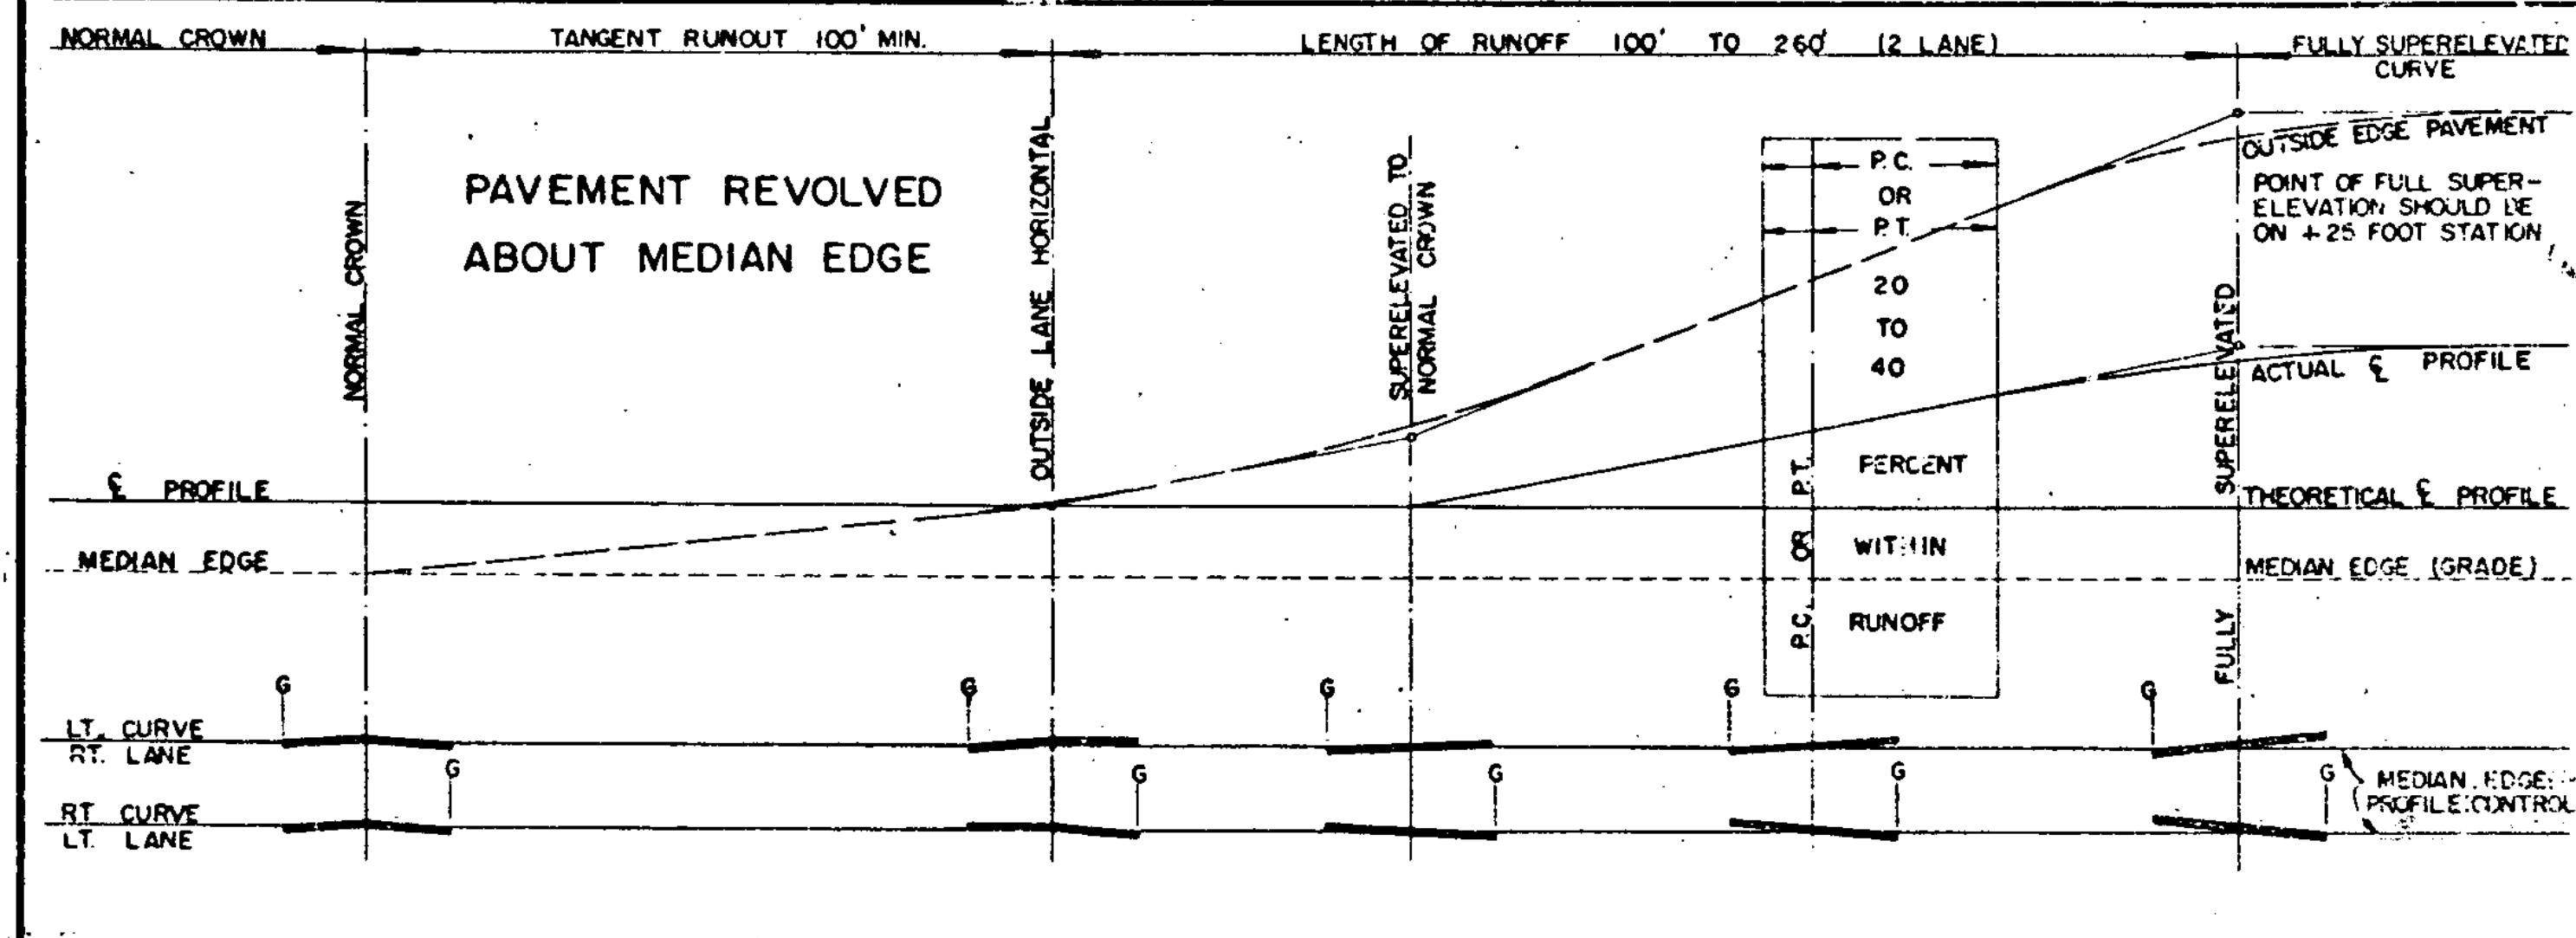 NORMAL CROWN
TANGENT RUNOUT 100' MIN.
LENGTH OF RUNOFF 100' TO 260' (2 LANE)
FULLY SUPERELEVATED
CURVE
PAVEMENT REVOLVED
ABOUT MEDIAN EDGE
NORMAL CROWN
OUTSIDE LANE HORIZONTAL
SUPERELEVATED TO
NORMAL CROWN
P.C.
OR
P.T.
20
TO
40
PERCENT
WITHIN
RUNOFF
P.C. OR P.T.
FULLY SUPERELEVATED
OUTSIDE EDGE PAVEMENT
POINT OF FULL SUPER-
ELEVATION SHOULD BE
ON +25 FOOT STATION
ACTUAL ℄ PROFILE
℄ PROFILE
THEORETICAL ℄ PROFILE
MEDIAN EDGE
MEDIAN EDGE (GRADE)
G G G G G
LT. CURVE
RT. LANE
G G G G G
RT. CURVE
LT. LANE
MEDIAN EDGE
PROFILE CONTROL